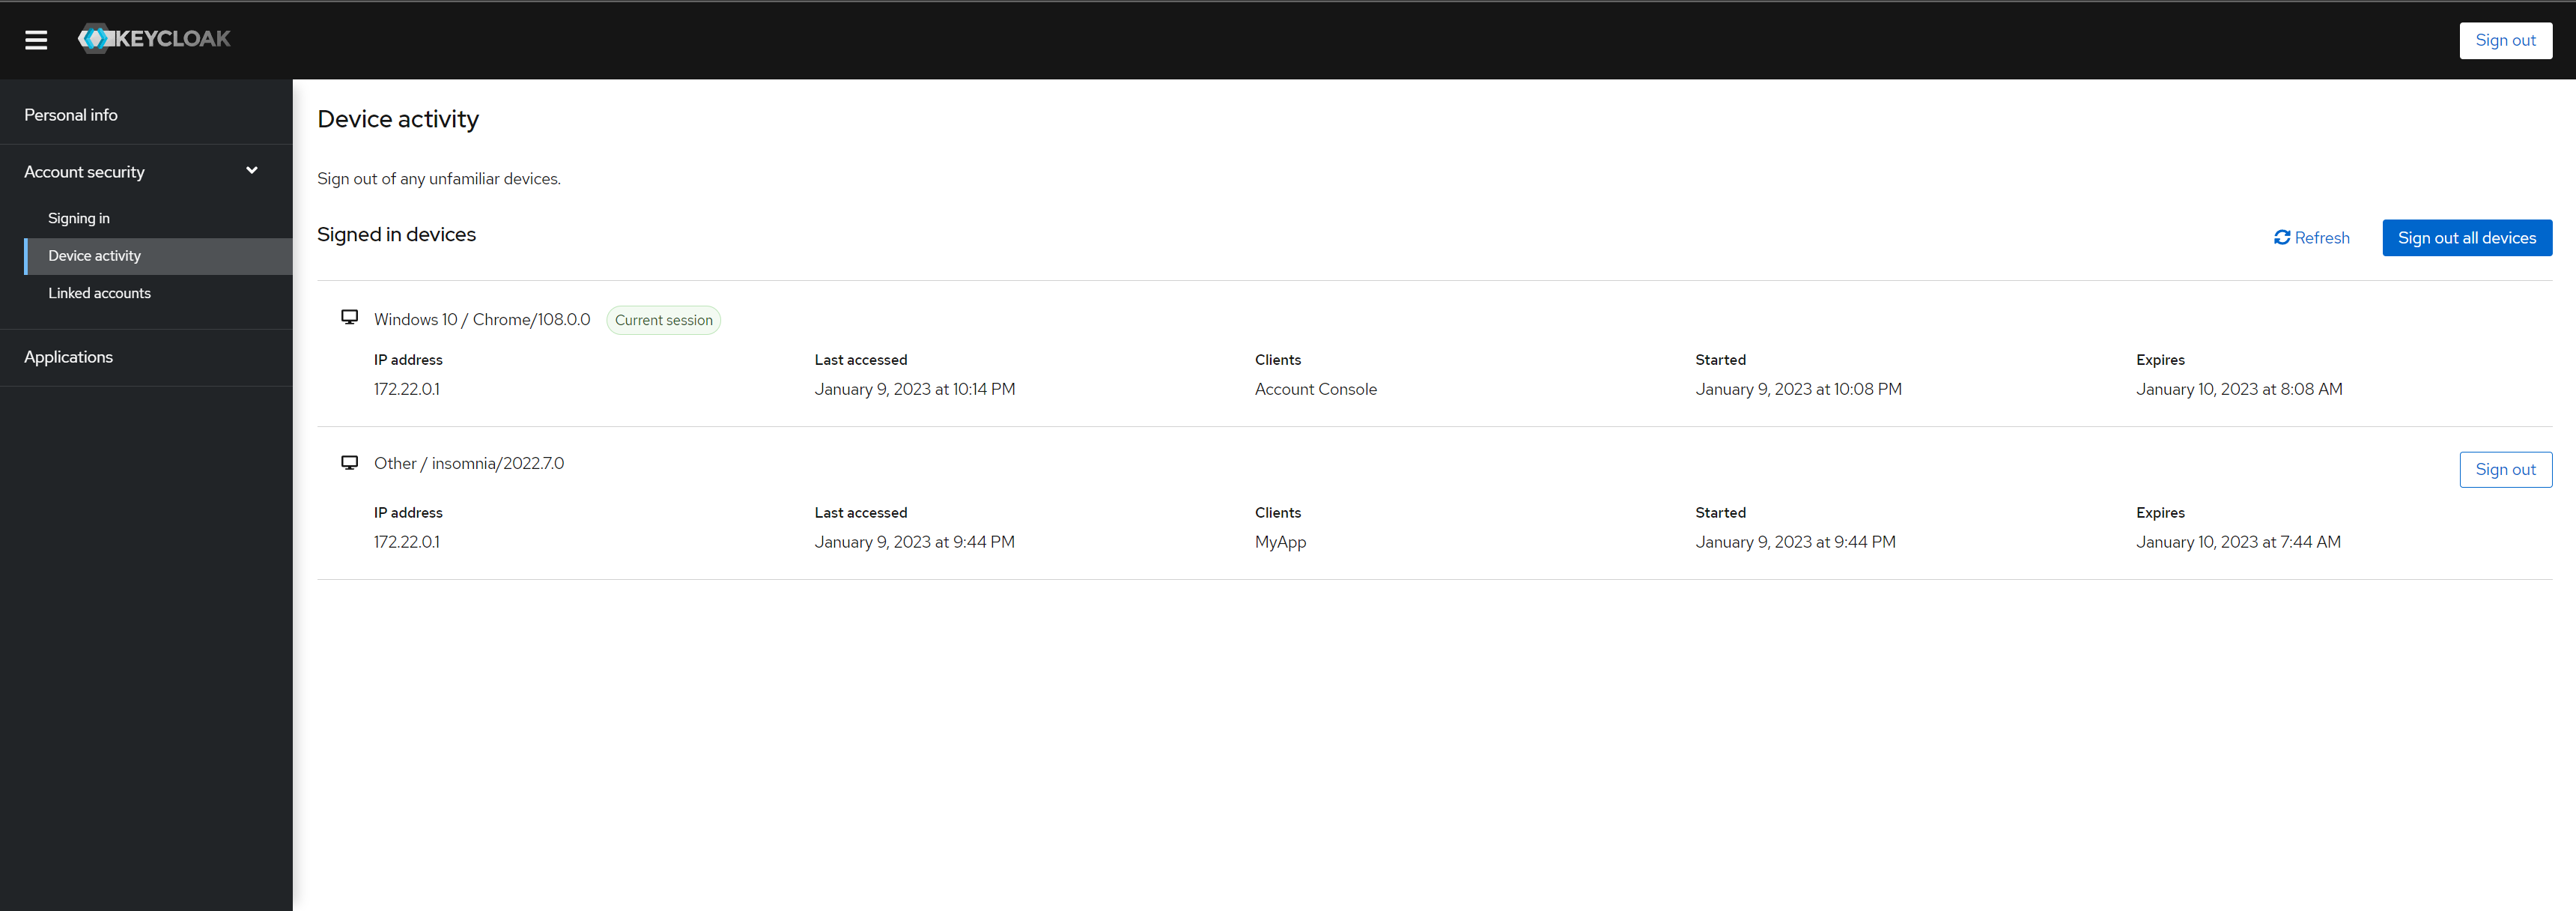 KEYCLOAK
Sign out
Personal info
Account security
Signing in
Device activity
Linked accounts
Applications
Device activity
Sign out of any unfamiliar devices.
Signed in devices
Refresh
Sign out all devices
Windows 10 / Chrome/108.0.0 Current session
IP address Last accessed Clients Started Expires
172.22.0.1 January 9, 2023 at 10:14 PM Account Console January 9, 2023 at 10:08 PM January 10, 2023 at 8:08 AM
Other / insomnia/2022.7.0
Sign out
IP address Last accessed Clients Started Expires
172.22.0.1 January 9, 2023 at 9:44 PM MyApp January 9, 2023 at 9:44 PM January 10, 2023 at 7:44 AM